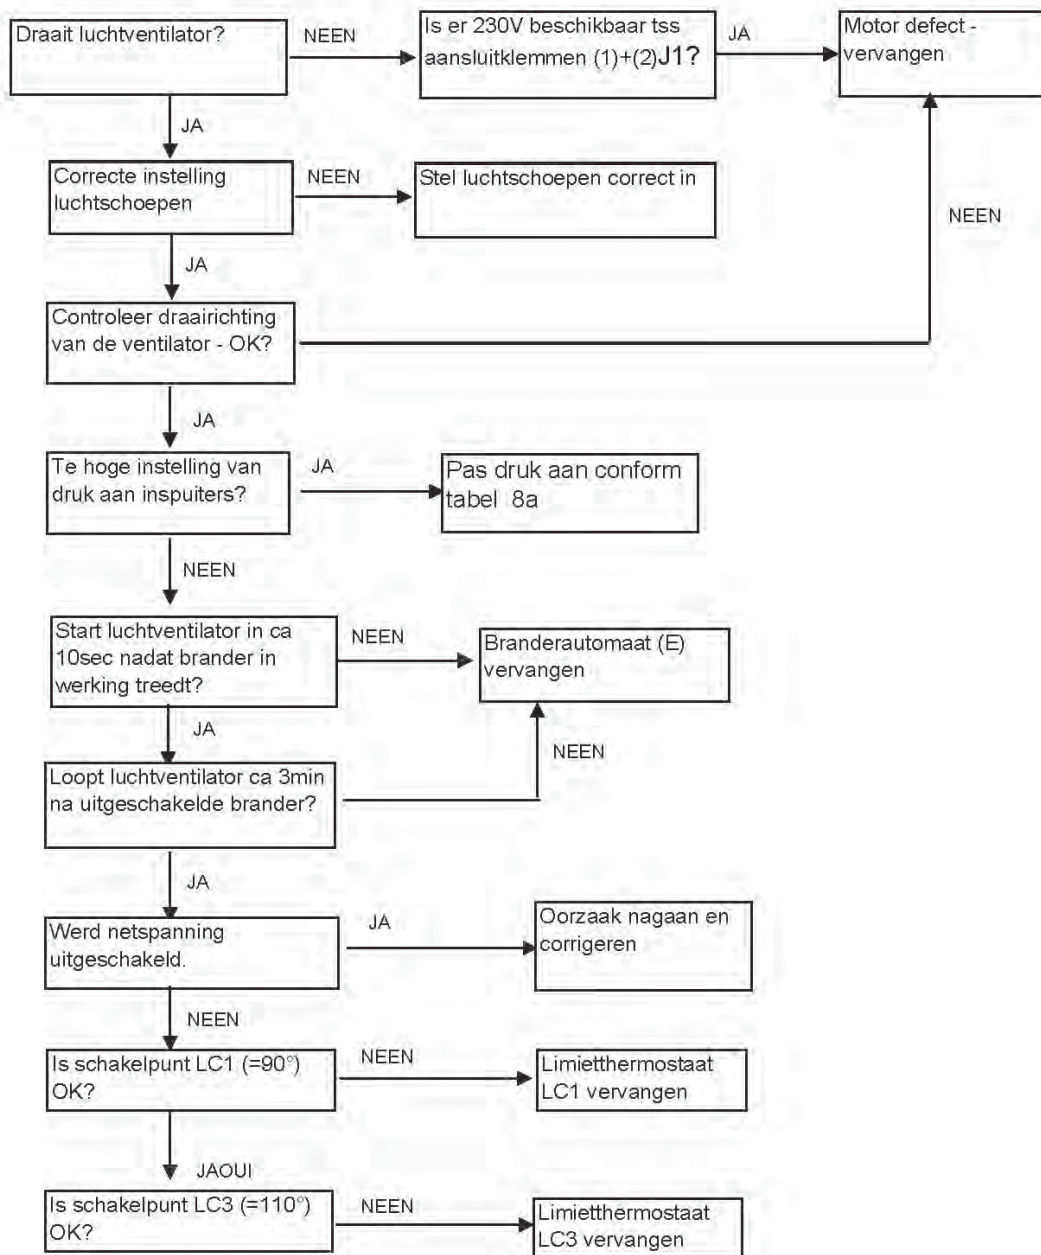 Draait luchtventilator?
NEEN
Is er 230V beschikbaar tss
aansluitklemmen (1)+(2)J1?
JA
Motor defect -
vervangen
JA
Correcte instelling
luchtschoepen
NEEN
Stel luchtschoepen correct in
NEEN
JA
Controleer draairichting
van de ventilator - OK?
JA
Te hoge instelling van
druk aan inspuiters?
JA
Pas druk aan conform
tabel 8a
NEEN
Start luchtventilator in ca
10sec nadat brander in
werking treedt?
NEEN
Branderautomaat (E)
vervangen
JA
NEEN
Loopt luchtventilator ca 3min
na uitgeschakelde brander?
JA
Werd netspanning
uitgeschakeld.
JA
Oorzaak nagaan en
corrigeren
NEEN
Is schakelpunt LC1 (=90°)
OK?
NEEN
Limietthermostaat
LC1 vervangen
JAOUI
Is schakelpunt LC3 (=110°)
OK?
NEEN
Limietthermostaat
LC3 vervangen